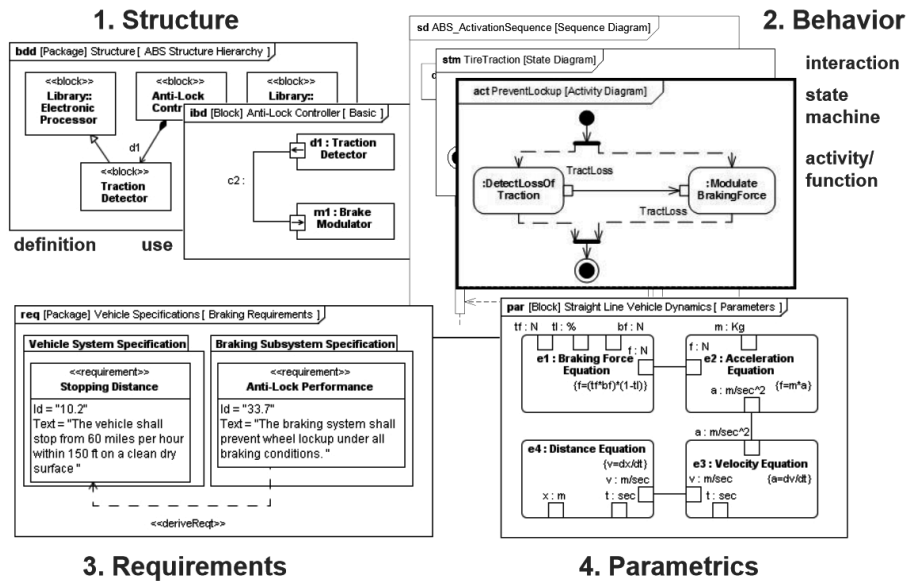 1. Structure
bdd [Package] Structure [ ABS Structure Hierarchy ]
<<block>>
Library::
Electronic
Processor
<<block>>
Anti-Lock
<<block>>
Library::
d1
<<block>>
Traction
Detector
definition
use
ibd [Block] Anti-Lock Controller [ Basic ]
d1 : Traction
Detector
c2 :
m1 : Brake
Modulator
2. Behavior
sd ABS_ActivationSequence [Sequence Diagram]
stm TireTraction [State Diagram]
act PreventLockup [Activity Diagram]
TractLoss
:DetectLossOf
Traction
:Modulate
BrakingForce
TractLoss
interaction
state
machine
activity/
function
req [Package] Vehicle Specifications [ Braking Requirements ]
Vehicle System Specification
<<requirement>>
Stopping Distance
Id = "10.2"
Text = "The vehicle shall
stop from 60 miles per hour
within 150 ft on a clean dry
surface "
Braking Subsystem Specification
<<requirement>>
Anti-Lock Performance
Id = "33.7"
Text = "The braking system shall
prevent wheel lockup under all
braking conditions. "
<<deriveReqt>>
3. Requirements
par [Block] Straight Line Vehicle Dynamics [ Parameters ]
tf : N
tl : %
bf : N
m : Kg
f : N
f : N
e1 : Braking Force
Equation
{f=(tf*bf)*(1-tl)}
e2 : Acceleration
Equation
{f=m*a}
a : m/sec^2
a : m/sec^2
e4 : Distance Equation
{v=dx/dt}
v : m/sec
x : m
t : sec
e3 : Velocity Equation
v : m/sec
{a=dv/dt}
t : sec
4. Parametrics